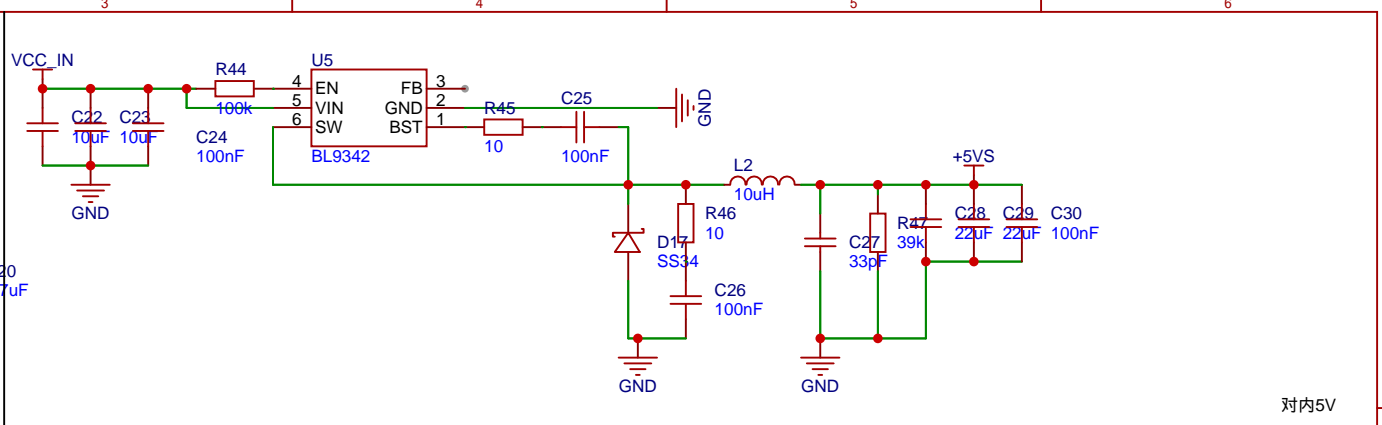 3 4 5 6
VCC_IN
R44
100k
U5
4 EN
5 VIN
6 SW
FB 3
GND 2
BST 1
BL9342
C22
10uF
C23
10uF
C24
100nF
GND
R45
10
C25
100nF
GND
L2
10uH
+5VS
D17
SS34
R46
10
C26
100nF
GND
C27
33pF
R47
39k
C28
22uF
C29
22uF
C30
100nF
GND
20
7uF
对内5V